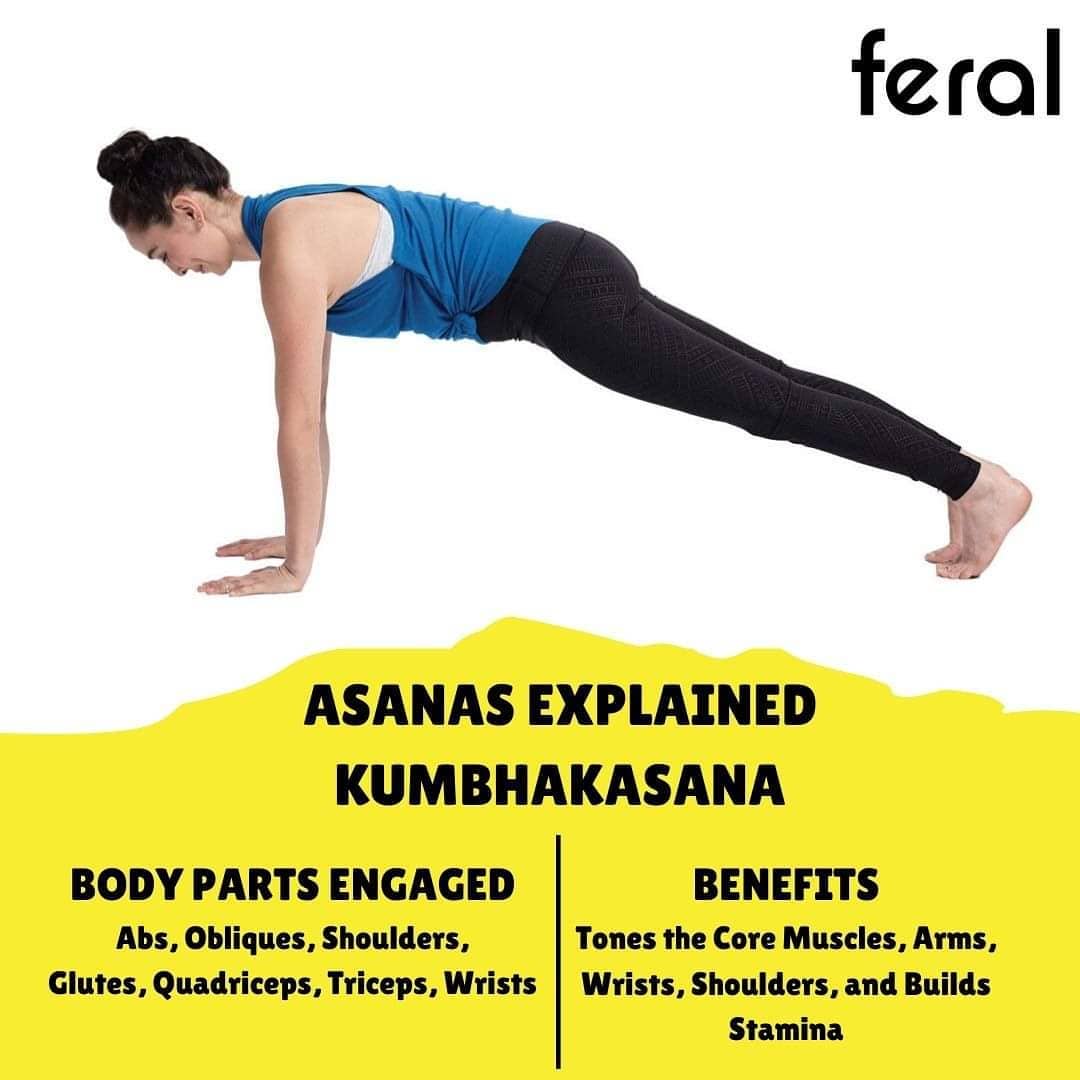 feral
ASANAS EXPLAINED
KUMBHAKASANA
BODY PARTS ENGAGED
Abs, Obliques, Shoulders,
Glutes, Quadriceps, Triceps, Wrists
BENEFITS
Tones the Core Muscles, Arms,
Wrists, Shoulders, and Builds
Stamina